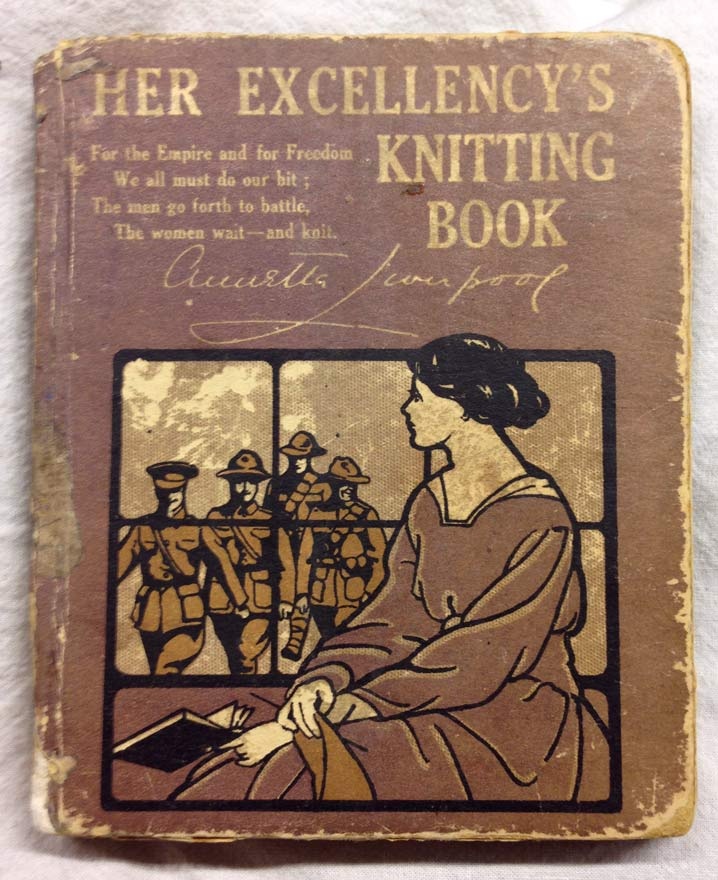 HER EXCELLENCY'S
KNITTING
BOOK
For the Empire and for Freedom
We all must do our bit;
The men go forth to battle,
The women wait—and knit.
Annette Liverpool